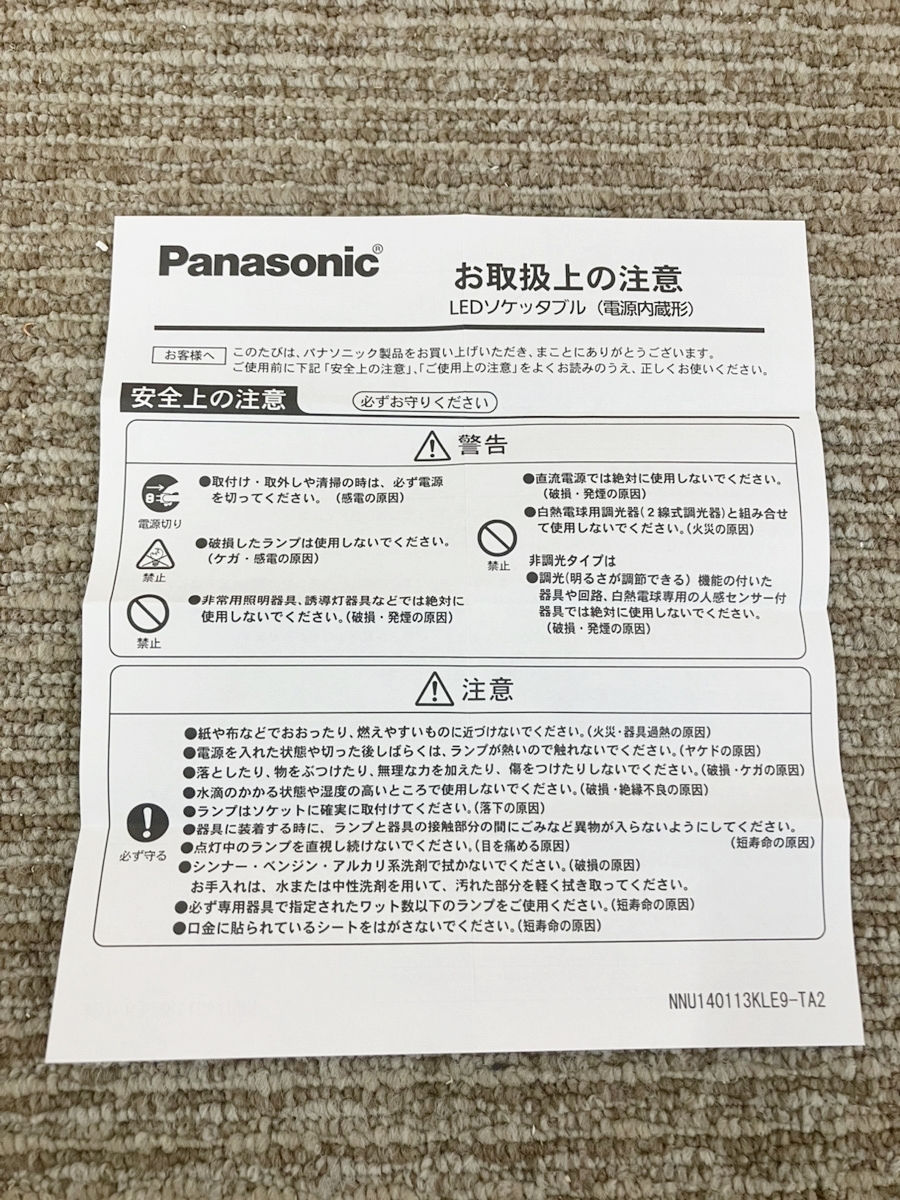 Panasonic®
お取扱上の注意
LEDソケッタブル（電源内蔵形）
お客様へ
このたびは、パナソニック製品をお買い上げいただき、まことにありがとうございます。
ご使用前に下記「安全上の注意」、「ご使用上の注意」をよくお読みのうえ、正しくお使いください。
安全上の注意
必ずお守りください
警告
●取付け・取外しや清掃の時は、必ず電源
を切ってください。（感電の原因）
電源切り
●破損したランプは使用しないでください。
（ケガ・感電の原因）
禁止
●非常用照明器具、誘導灯器具などでは絶対に
使用しないでください。（破損・発煙の原因）
禁止
●直流電源では絶対に使用しないでください。
（破損・発煙の原因）
●白熱電球用調光器（２線式調光器）と組み合せ
て使用しないでください。（火災の原因）
禁止
非調光タイプは
●調光（明るさが調節できる）機能の付いた
器具や回路、白熱電球専用の人感センサー付
器具では絶対に使用しないでください。
（破損・発煙の原因）
注意
●紙や布などでおおったり、燃えやすいものに近づけないでください。（火災・器具過熱の原因）
●電源を入れた状態や切った後しばらくは、ランプが熱いので触れないでください。（ヤケドの原因）
●落としたり、物をぶつけたり、無理な力を加えたり、傷をつけたりしないでください。（破損・ケガの原因）
●水滴のかかる状態や湿度の高いところで使用しないでください。（破損・絶縁不良の原因）
●ランプはソケットに確実に取付けてください。（落下の原因）
●器具に装着する時に、ランプと器具の接触部分の間にごみなど異物が入らないようにしてください。
（短寿命の原因）
●点灯中のランプを直視し続けないでください。（目を痛める原因）
●シンナー・ベンジン・アルカリ系洗剤で拭かないでください。（破損の原因）
お手入れは、水または中性洗剤を用いて、汚れた部分を軽く拭き取ってください。
●必ず専用器具で指定されたワット数以下のランプをご使用ください。（短寿命の原因）
●口金に貼られているシートをはがさないでください。（短寿命の原因）
必ず守る
NNU140113KLE9-TA2